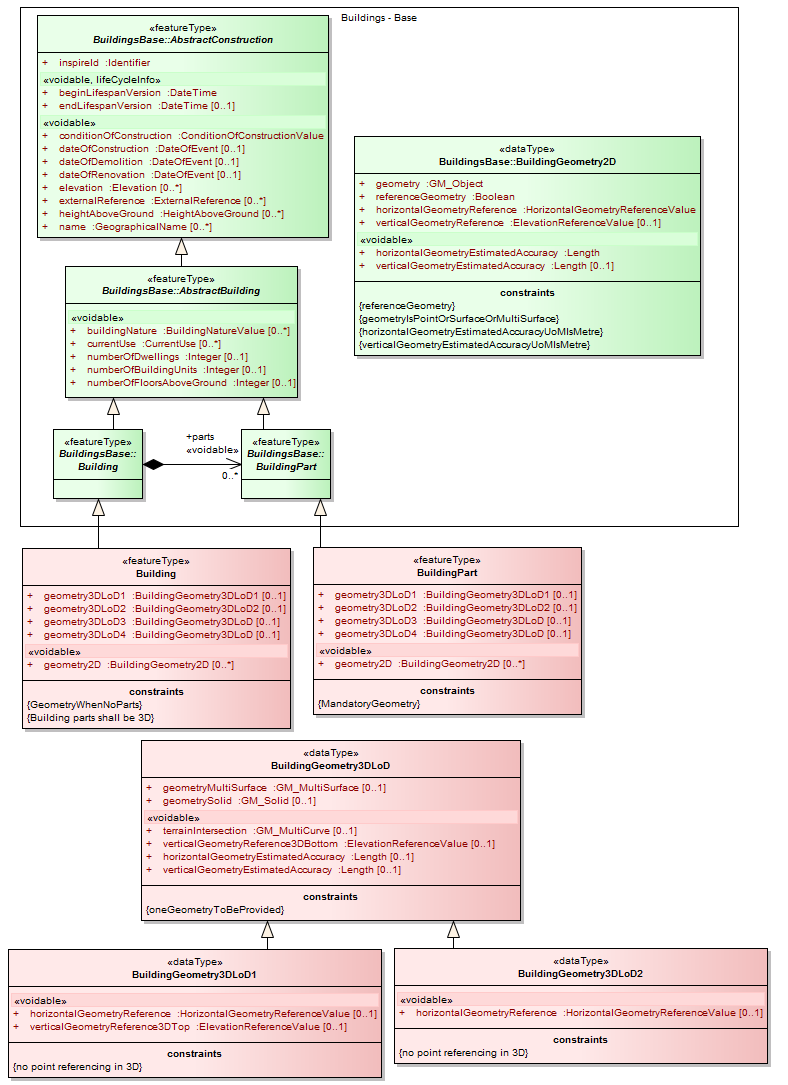 Buildings - Base
«featureType»
BuildingsBase::AbstractConstruction
+ inspireId :Identifier
«voidable, lifeCycleInfo»
+ beginLifespanVersion :DateTime
+ endLifespanVersion :DateTime [0..1]
«voidable»
+ conditionOfConstruction :ConditionOfConstructionValue
+ dateOfConstruction :DateOfEvent [0..1]
+ dateOfDemolition :DateOfEvent [0..1]
+ dateOfRenovation :DateOfEvent [0..1]
+ elevation :Elevation [0..*]
+ externalReference :ExternalReference [0..*]
+ heightAboveGround :HeightAboveGround [0..*]
+ name :GeographicalName [0..*]
«dataType»
BuildingsBase::BuildingGeometry2D
+ geometry :GM_Object
+ referenceGeometry :Boolean
+ horizontalGeometryReference :HorizontalGeometryReferenceValue
+ verticalGeometryReference :ElevationReferenceValue [0..1]
«voidable»
+ horizontalGeometryEstimatedAccuracy :Length
+ verticalGeometryEstimatedAccuracy :Length [0..1]
constraints
{referenceGeometry}
{geometryIsPointOrSurfaceOrMultiSurface}
{horizontalGeometryEstimatedAccuracyUoMIsMetre}
{verticalGeometryEstimatedAccuracyUoMIsMetre}
«featureType»
BuildingsBase::AbstractBuilding
«voidable»
+ buildingNature :BuildingNatureValue [0..*]
+ currentUse :CurrentUse [0..*]
+ numberOfDwellings :Integer [0..1]
+ numberOfBuildingUnits :Integer [0..1]
+ numberOfFloorsAboveGround :Integer [0..1]
«featureType»
BuildingsBase::
Building
+parts
«voidable»
0..*
«featureType»
BuildingsBase::
BuildingPart
«featureType»
Building
+ geometry3DLoD1 :BuildingGeometry3DLoD1 [0..1]
+ geometry3DLoD2 :BuildingGeometry3DLoD2 [0..1]
+ geometry3DLoD3 :BuildingGeometry3DLoD [0..1]
+ geometry3DLoD4 :BuildingGeometry3DLoD [0..1]
«voidable»
+ geometry2D :BuildingGeometry2D [0..*]
constraints
{GeometryWhenNoParts}
{Building parts shall be 3D}
«featureType»
BuildingPart
+ geometry3DLoD1 :BuildingGeometry3DLoD1 [0..1]
+ geometry3DLoD2 :BuildingGeometry3DLoD2 [0..1]
+ geometry3DLoD3 :BuildingGeometry3DLoD [0..1]
+ geometry3DLoD4 :BuildingGeometry3DLoD [0..1]
«voidable»
+ geometry2D :BuildingGeometry2D [0..*]
constraints
{MandatoryGeometry}
«dataType»
BuildingGeometry3DLoD
+ geometryMultiSurface :GM_MultiSurface [0..1]
+ geometrySolid :GM_Solid [0..1]
«voidable»
+ terrainIntersection :GM_MultiCurve [0..1]
+ verticalGeometryReference3DBottom :ElevationReferenceValue [0..1]
+ horizontalGeometryEstimatedAccuracy :Length [0..1]
+ verticalGeometryEstimatedAccuracy :Length [0..1]
constraints
{oneGeometryToBeProvided}
«dataType»
BuildingGeometry3DLoD1
«voidable»
+ horizontalGeometryReference :HorizontalGeometryReferenceValue [0..1]
+ verticalGeometryReference3DTop :ElevationReferenceValue [0..1]
constraints
{no point referencing in 3D}
«dataType»
BuildingGeometry3DLoD2
«voidable»
+ horizontalGeometryReference :HorizontalGeometryReferenceValue [0..1]
constraints
{no point referencing in 3D}